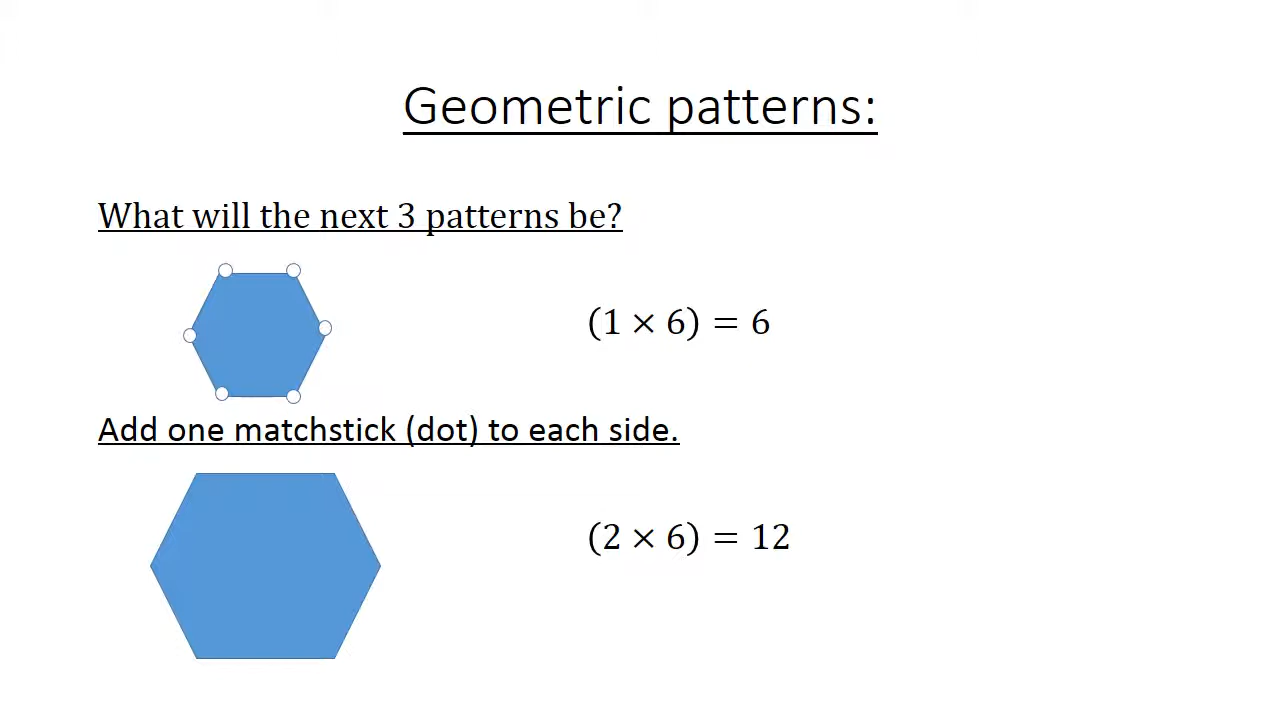 Geometric patterns:
What will the next 3 patterns be?
(1 × 6) = 6
Add one matchstick (dot) to each side.
(2 × 6) = 12